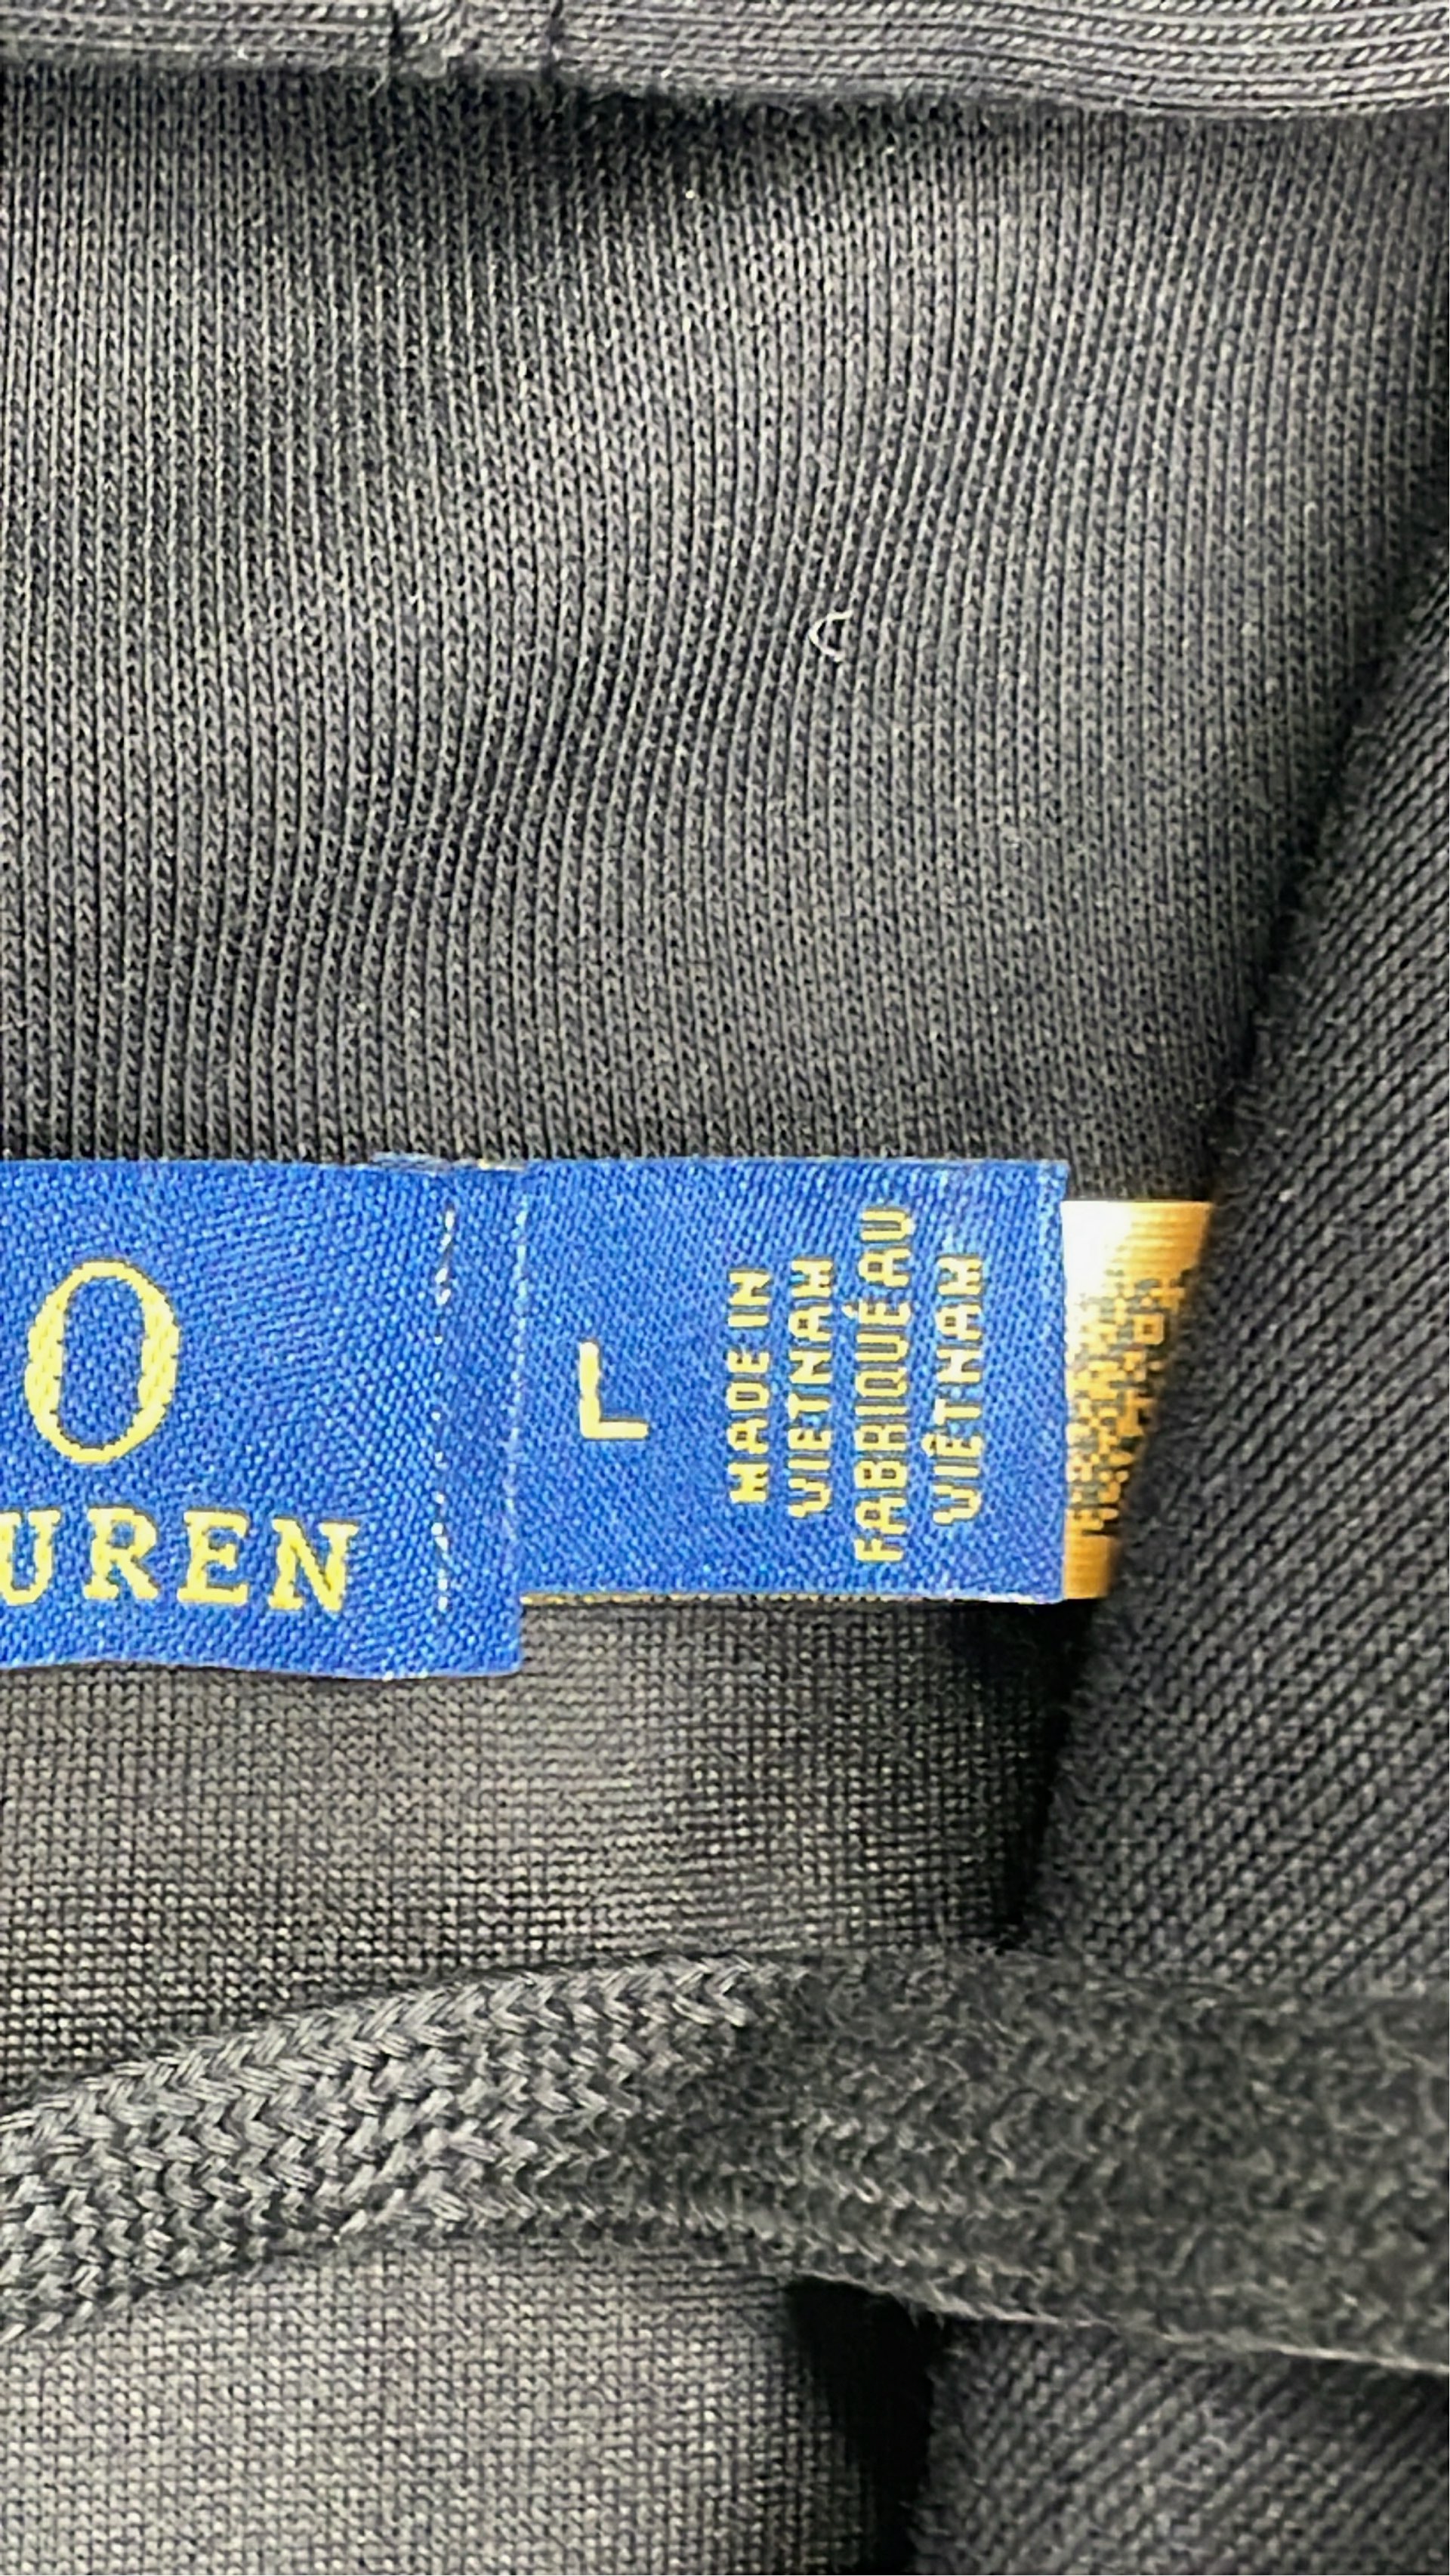 O
UREN
L
MADE IN
VIETNAM
FABRIQUÉ AU
VIÊTNAM